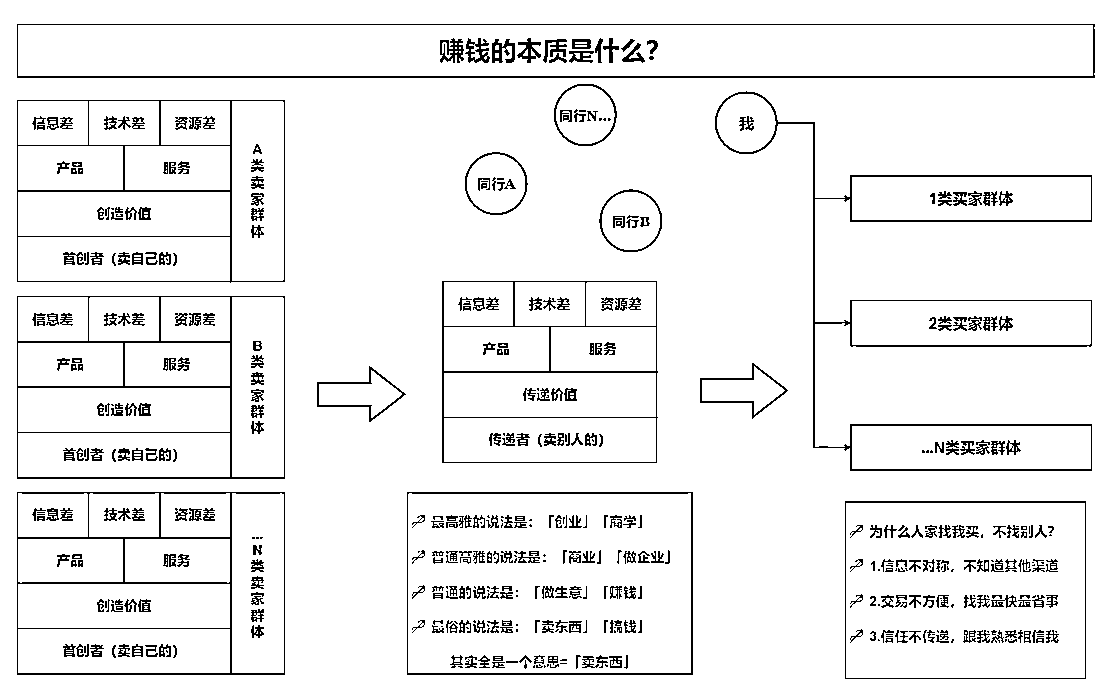 赚钱的本质是什么？
信息差 技术差 资源差
产品 服务
创造价值
首创者（卖自己的）
A类卖家群体
信息差 技术差 资源差
产品 服务
创造价值
首创者（卖自己的）
B类卖家群体
信息差 技术差 资源差
产品 服务
创造价值
首创者（卖自己的）
...N类卖家群体
同行N...
同行A
同行B
信息差 技术差 资源差
产品 服务
传递价值
传递者（卖别人的）
最高雅的说法是：「创业」「商学」
普通高雅的说法是：「商业」「做企业」
普通的说法是：「做生意」「赚钱」
最俗的说法是：「卖东西」「搞钱」
其实全是一个意思=「卖东西」
我
1类买家群体
2类买家群体
...N类买家群体
为什么人家找我买，不找别人？
1.信息不对称，不知道其他渠道
2.交易不方便，找我最快最省事
3.信任不传递，跟我熟悉相信我